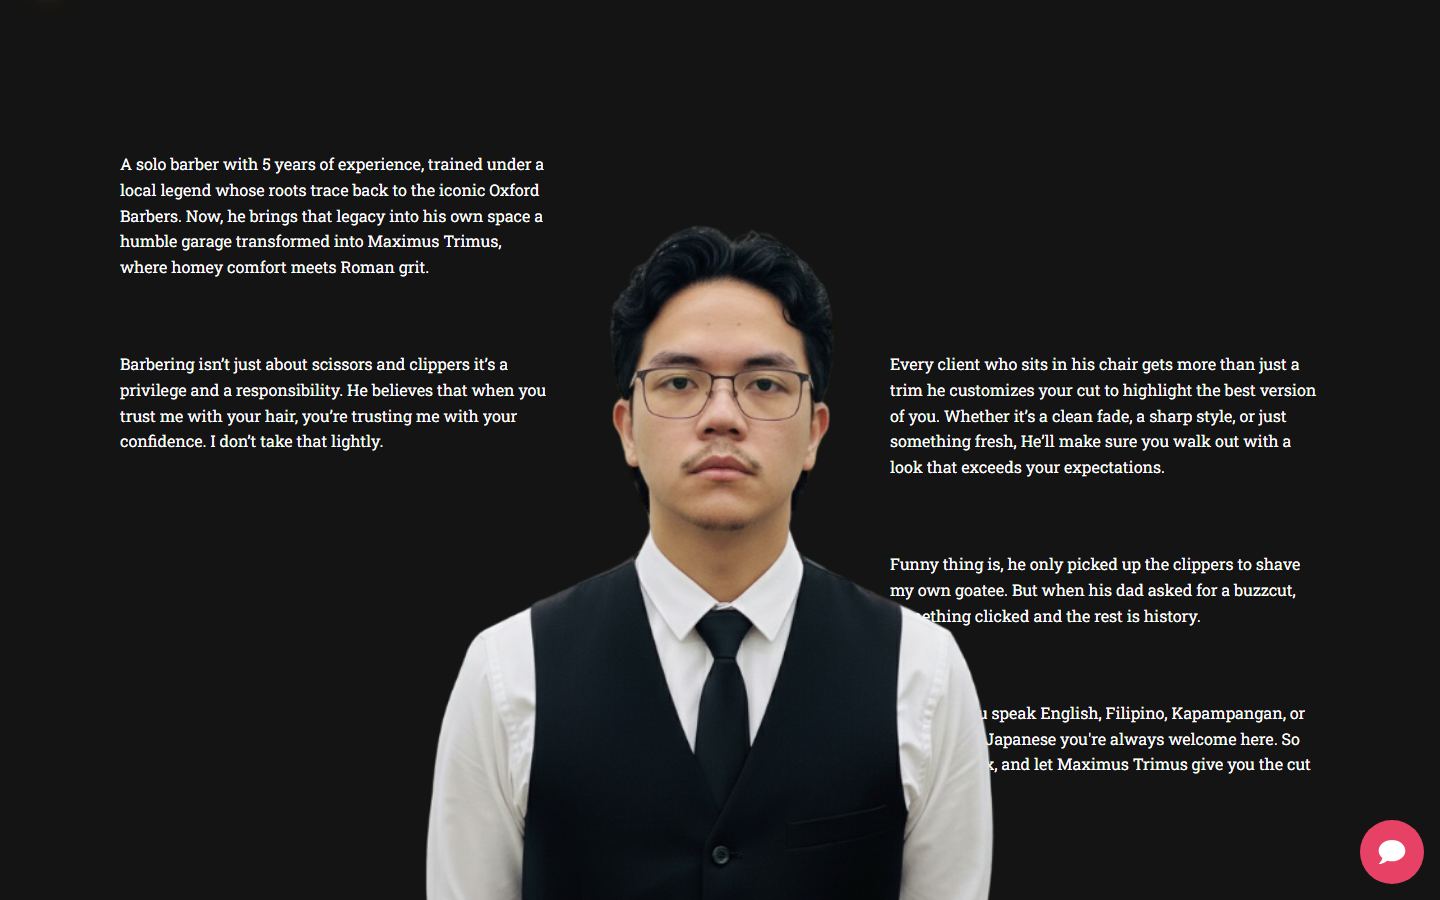 A solo barber with 5 years of experience, trained under a
local legend whose roots trace back to the iconic Oxford
Barbers. Now, he brings that legacy into his own space a
humble garage transformed into Maximus Trimus,
where homey comfort meets Roman grit.
Barbering isn’t just about scissors and clippers it’s a
privilege and a responsibility. He believes that when you
trust me with your hair, you’re trusting me with your
confidence. I don’t take that lightly.
Every client who sits in his chair gets more than just a
trim he customizes your cut to highlight the best version
of you. Whether it’s a clean fade, a sharp style, or just
something fresh, He’ll make sure you walk out with a
look that exceeds your expectations.
Funny thing is, he only picked up the clippers to shave
my own goatee. But when his dad asked for a buzzcut,
clicked and the rest is history.
speak English, Filipino, Kapampangan, or
Japanese you're always welcome here. So
, and let Maximus Trimus give you the cut